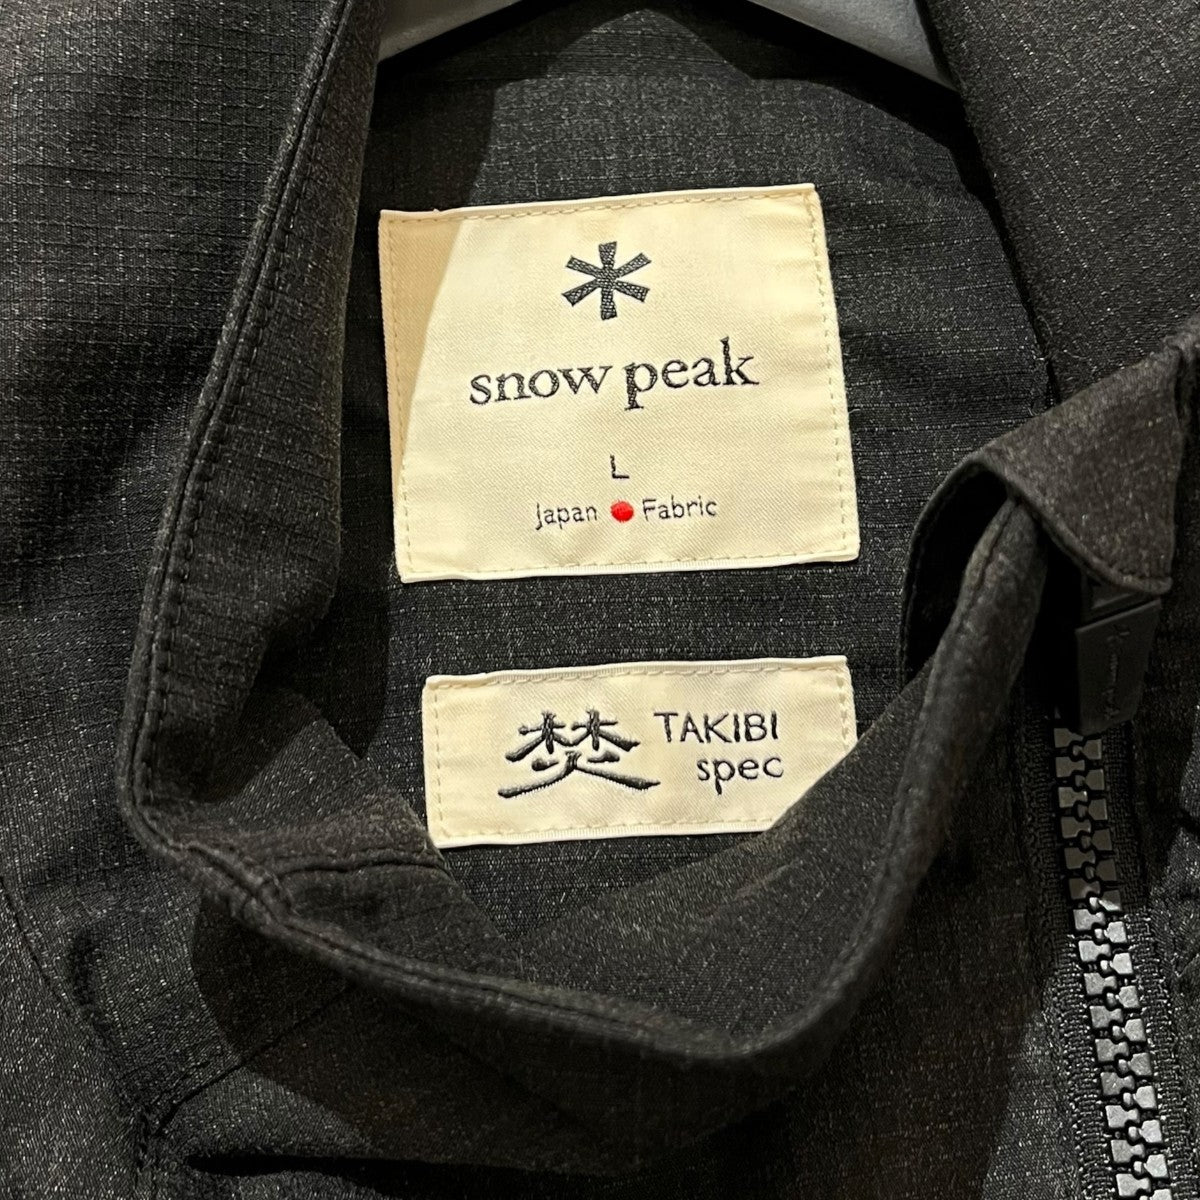 snow peak
L
Japan Fabric
焚 TAKIBI
spec